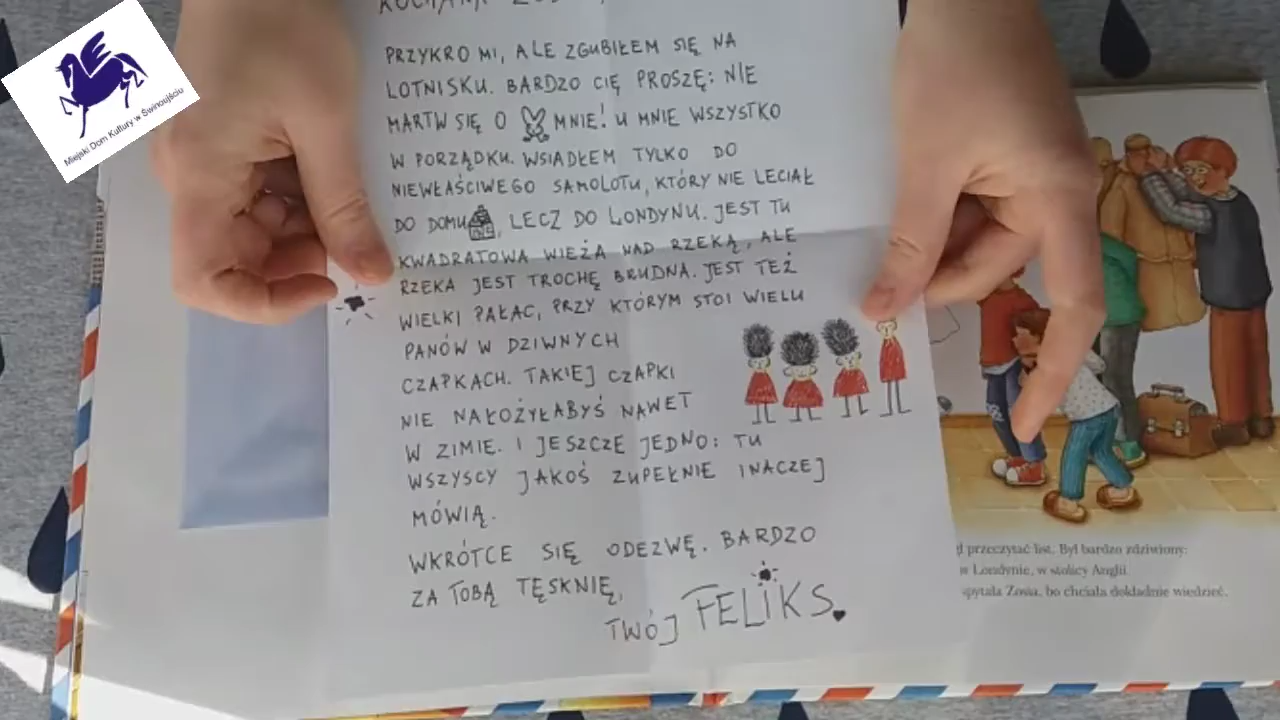 Miejski Dom Kultury w Świnoujściu
KOCHANA
PRZYKRO MI, ALE ZGUBIŁEM SIĘ NA
LOTNISKU. BARDZO CIĘ PROSZĘ: NIE
MARTW SIĘ O MNIE! U MNIE WSZYSTKO
W PORZĄDKU. WSIADŁEM TYLKO DO
NIEWŁAŚCIWEGO SAMOLOTU, KTÓRY NIE LECIAŁ
DO DOMU, LECZ DO LONDYNU. JEST TU
KWADRATOWA WIEŻA NAD RZEKĄ, ALE
RZEKA JEST TROCHĘ BRUDNA. JEST TEŻ
WIELKI PAŁAC, PRZY KTÓRYM STOI WIELU
PANÓW W DZIWNYCH
CZAPKACH. TAKIEJ CZAPKI
NIE NAŁOŻYŁABYŚ NAWET
W ZIMIE. I JESZCZE JEDNO: TU
WSZYSCY JAKOŚ ZUPEŁNIE INACZEJ
MÓWIĄ.
WKRÓTCE SIĘ ODEZWĘ. BARDZO
ZA TOBĄ TĘSKNIĘ,
TWÓJ FELIKS.
przeczytać list. Był bardzo zdziwiony:
w Londynie, w stolicy Anglii.
spytała Zosia, bo chciała dokładnie wiedzieć.